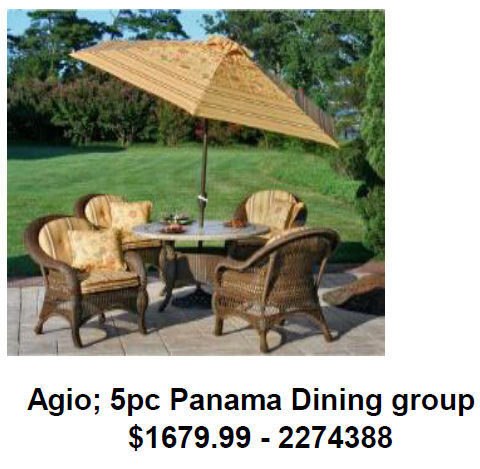 Agio; 5pc Panama Dining group
$1679.99 - 2274388